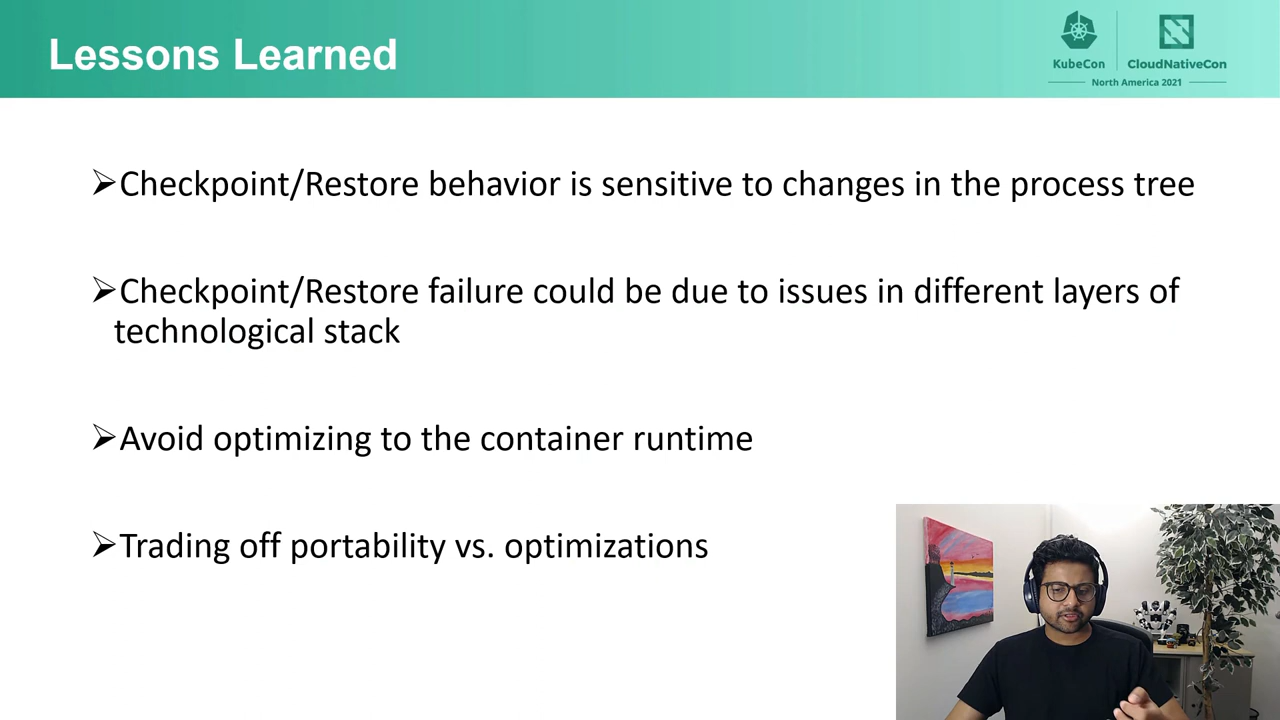 Lessons Learned
KubeCon
CloudNativeCon
North America 2021
➢Checkpoint/Restore behavior is sensitive to changes in the process tree
➢Checkpoint/Restore failure could be due to issues in different layers of
technological stack
➢Avoid optimizing to the container runtime
➢Trading off portability vs. optimizations